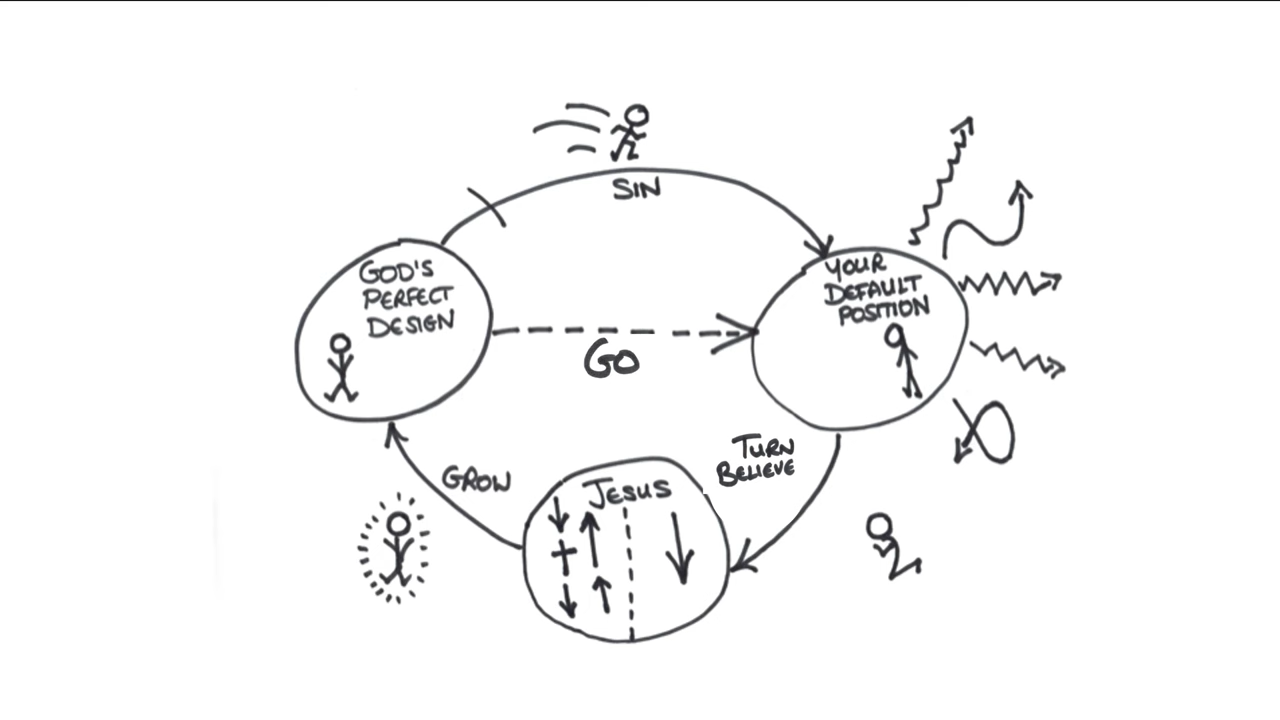 SIN
GOD'S
PERFECT
DESIGN
YOUR
DEFAULT
POSITION
GO
TURN
BELIEVE
GROW
JESUS